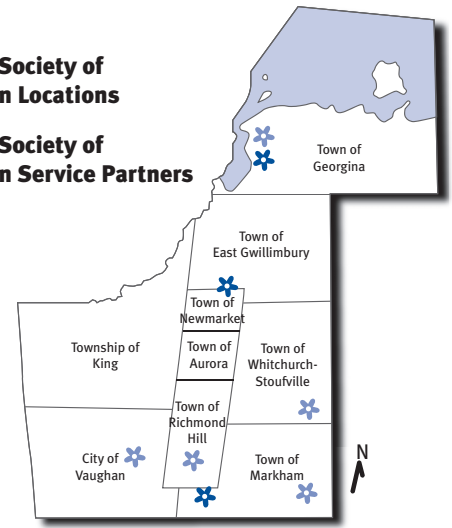 Society of
n Locations
Society of
n Service Partners
Town of
Georgina
Town of
East Gwillimbury
Town of
Newmarket
Township of
King
Town of
Aurora
Town of
Whitchurch-
Stoufville
Town of
Richmond
Hill
City of
Vaughan
Town of
Markham
N